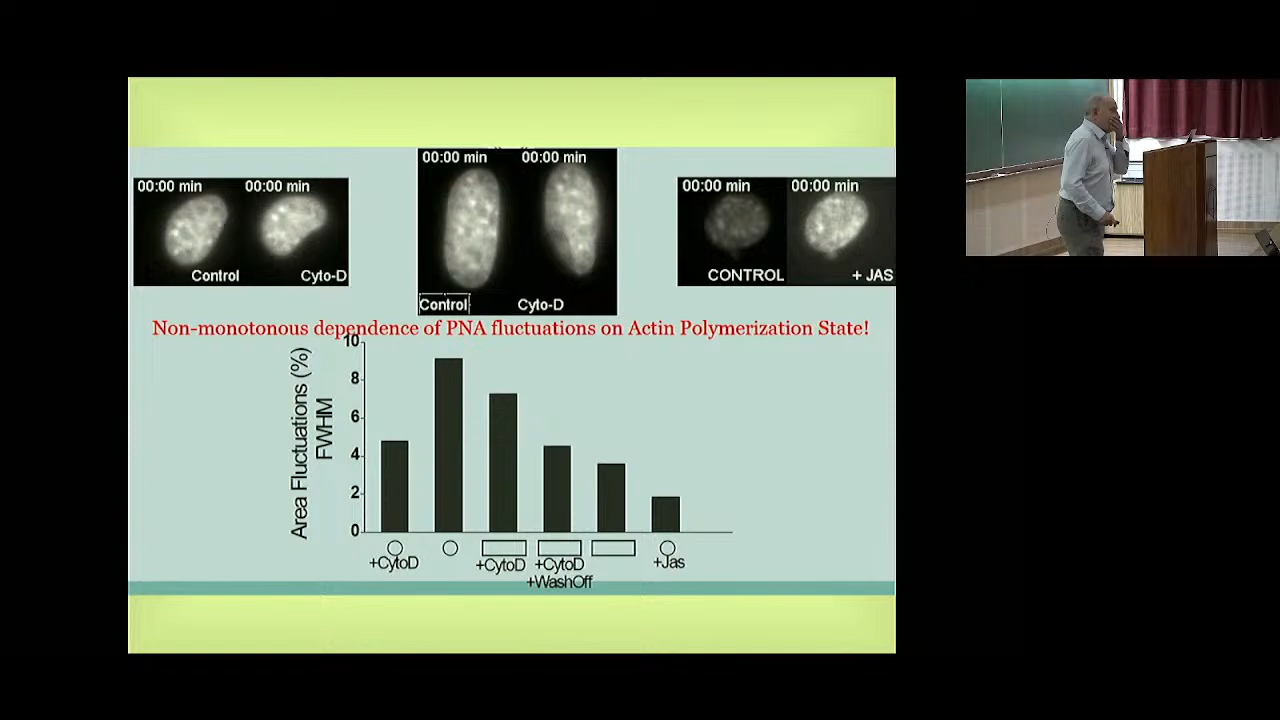 00:00 min 00:00 min
Control Cyto-D
00:00 min 00:00 min
Control Cyto-D
00:00 min 00:00 min
CONTROL + JAS
Non-monotonous dependence of PNA fluctuations on Actin Polymerization State!
Area Fluctuations (%)
FWHM
10
8
6
4
2
0
+CytoD +CytoD +CytoD +Jas
+WashOff